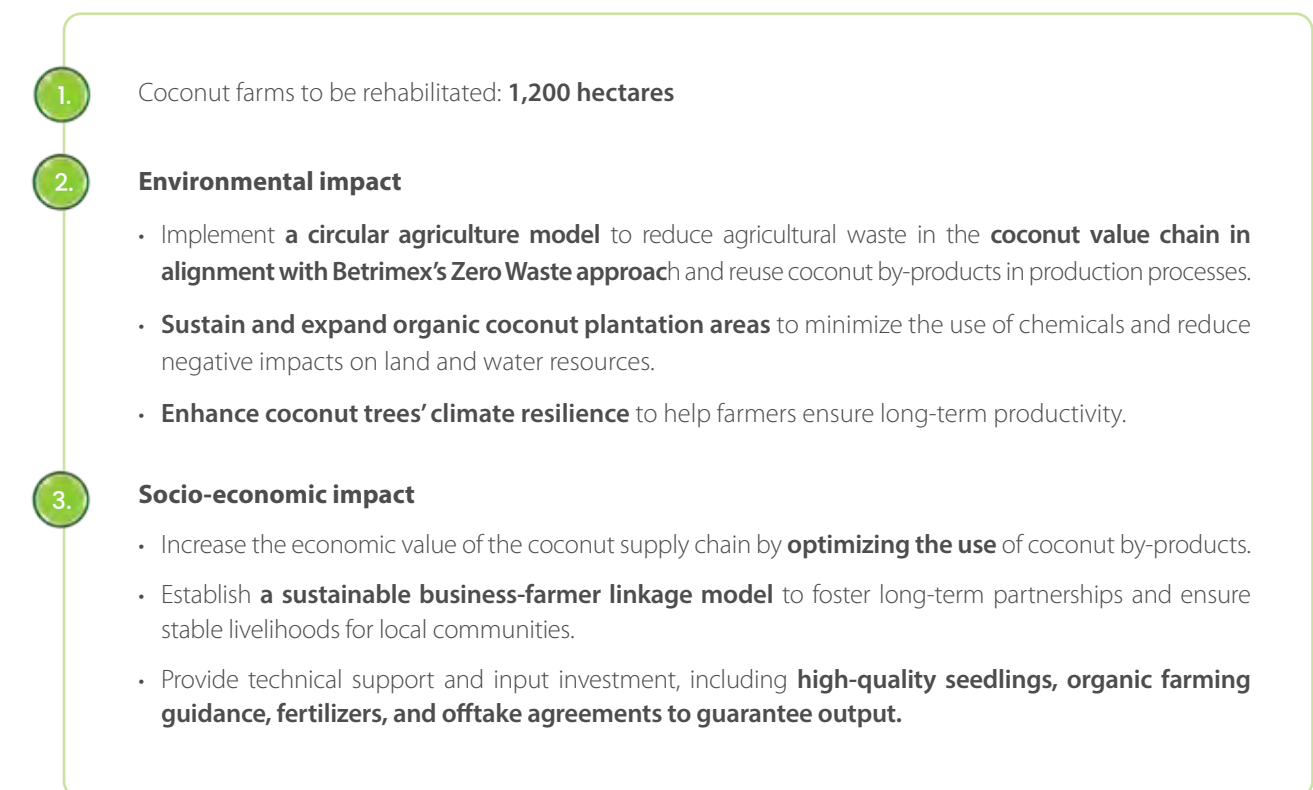 1.
Coconut farms to be rehabilitated: 1,200 hectares
2.
Environmental impact
• Implement a circular agriculture model to reduce agricultural waste in the coconut value chain in
alignment with Betrimex's Zero Waste approach and reuse coconut by-products in production processes.
• Sustain and expand organic coconut plantation areas to minimize the use of chemicals and reduce
negative impacts on land and water resources.
• Enhance coconut trees' climate resilience to help farmers ensure long-term productivity.
3.
Socio-economic impact
• Increase the economic value of the coconut supply chain by optimizing the use of coconut by-products.
• Establish a sustainable business-farmer linkage model to foster long-term partnerships and ensure
stable livelihoods for local communities.
• Provide technical support and input investment, including high-quality seedlings, organic farming
guidance, fertilizers, and offtake agreements to guarantee output.